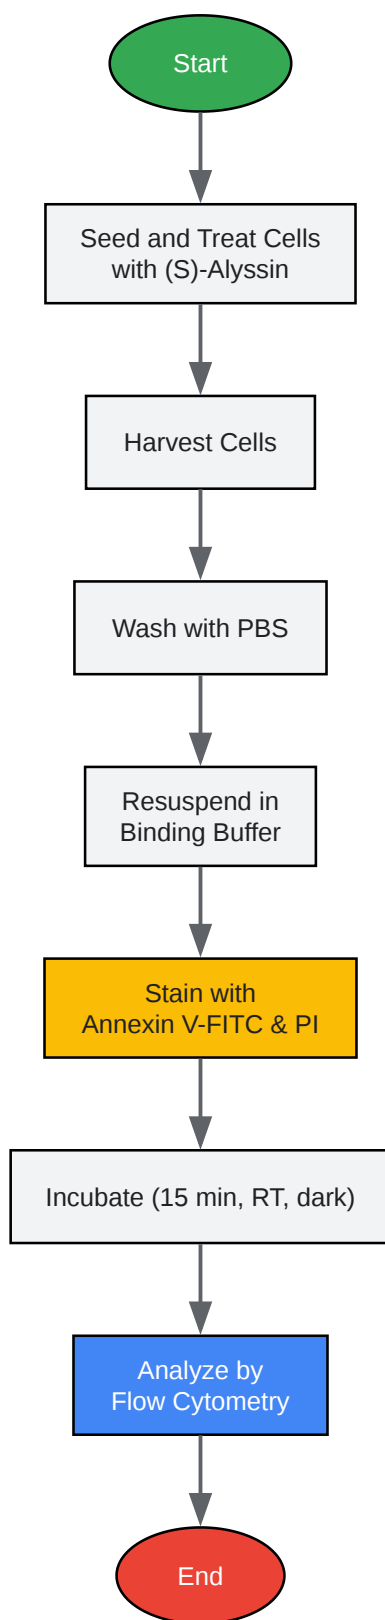 Start
Seed and Treat Cells
with (S)-Alyssin
Harvest Cells
Wash with PBS
Resuspend in
Binding Buffer
Stain with
Annexin V-FITC & PI
Incubate (15 min, RT, dark)
Analyze by
Flow Cytometry
End